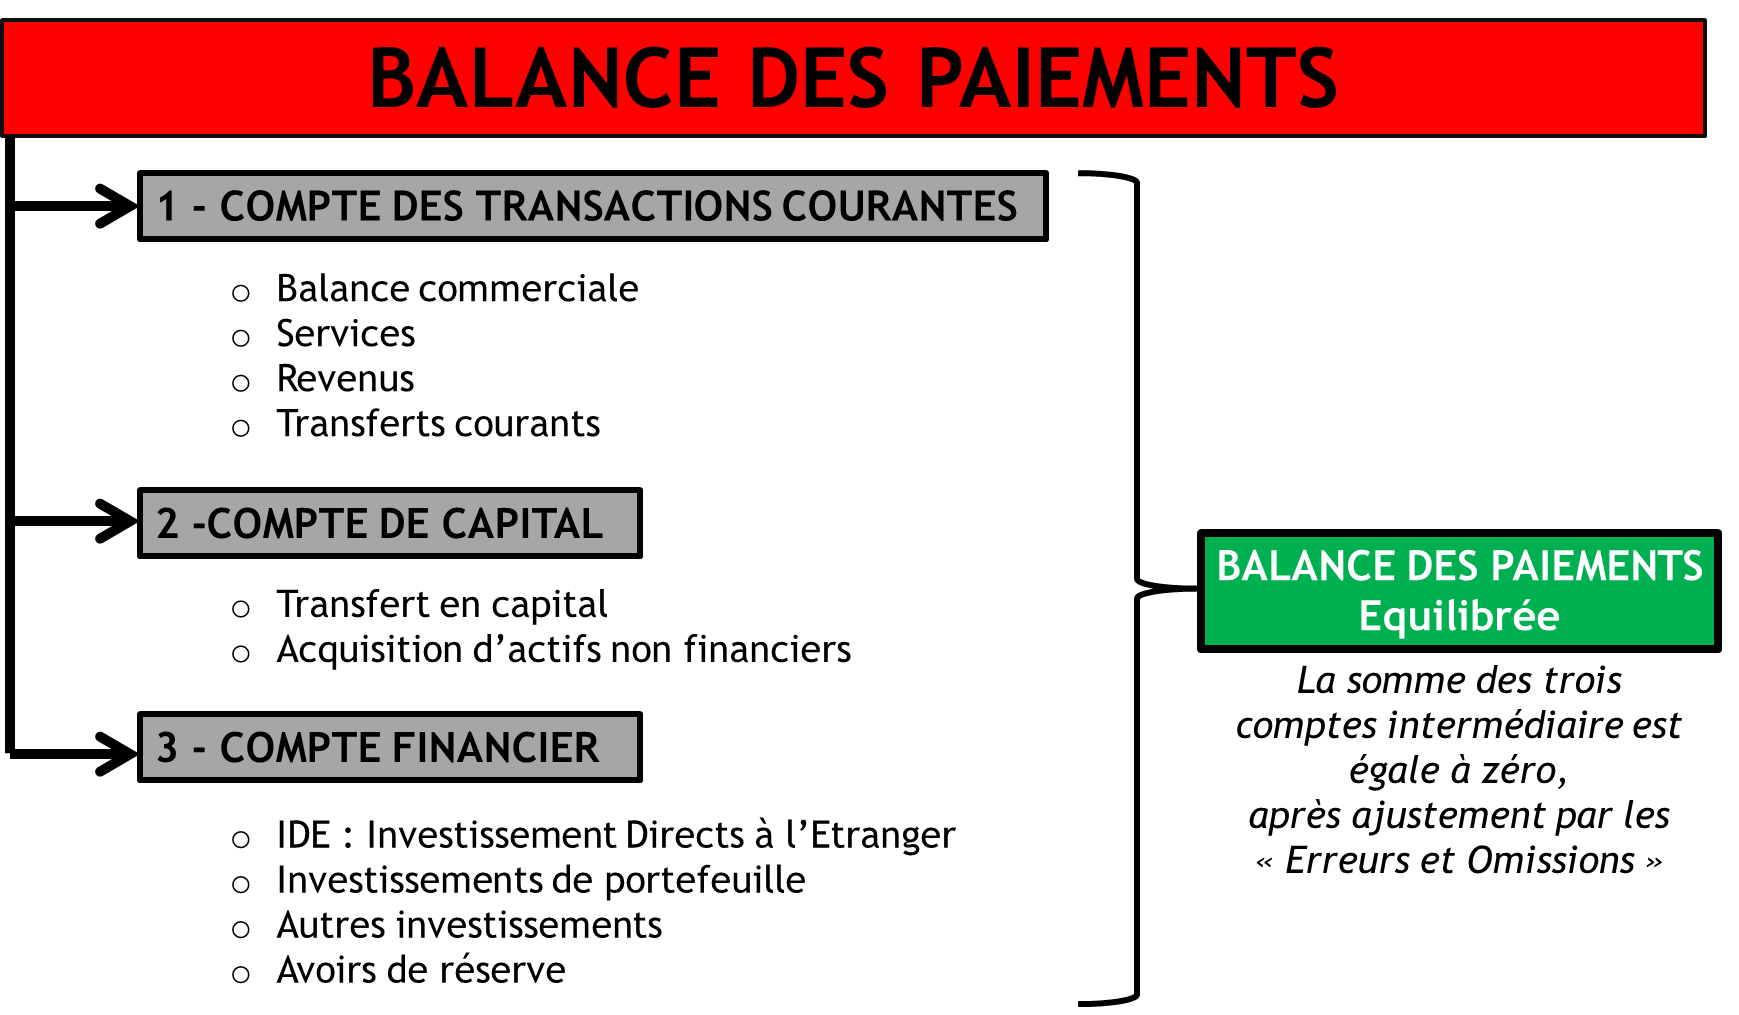 BALANCE DES PAIEMENTS
1 - COMPTE DES TRANSACTIONS COURANTES
o Balance commerciale
o Services
o Revenus
o Transferts courants
2 -COMPTE DE CAPITAL
o Transfert en capital
o Acquisition d’actifs non financiers
3 - COMPTE FINANCIER
o IDE : Investissement Directs à l’Etranger
o Investissements de portefeuille
o Autres investissements
o Avoirs de réserve
BALANCE DES PAIEMENTS
Equilibrée
La somme des trois
comptes intermédiaire est
égale à zéro,
après ajustement par les
« Erreurs et Omissions »